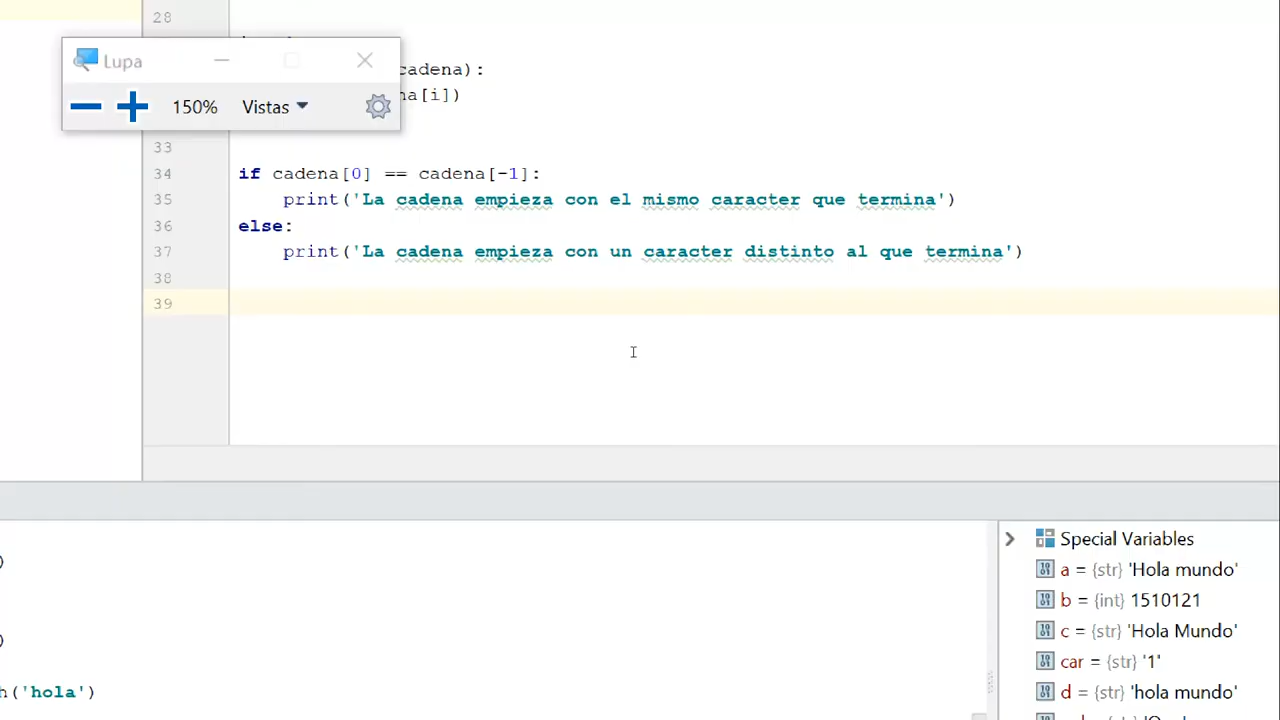 28
Lupa
150% Vistas
cadena):
na[i])
33
34 if cadena[0] == cadena[-1]:
35 print('La cadena empieza con el mismo caracter que termina')
36 else:
37 print('La cadena empieza con un caracter distinto al que termina')
38
39
)
)
h('hola')
Special Variables
a = {str} 'Hola mundo'
b = {int} 1510121
c = {str} 'Hola Mundo'
car = {str} '1'
d = {str} 'hola mundo'